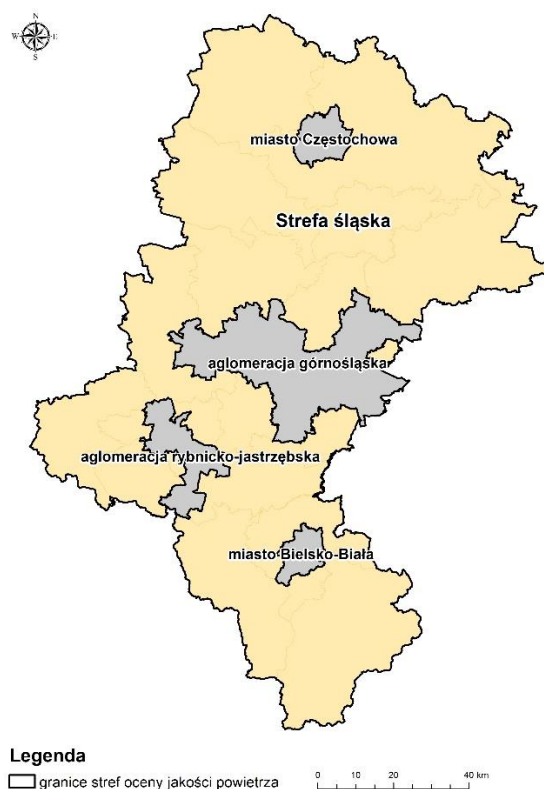 N
W E
S
miasto Częstochowa
Strefa śląska
aglomeracja górnośląska
aglomeracja rybnicko-jastrzębska
miasto Bielsko-Biała
Legenda
granice stref oceny jakości powietrza
0 10 20 40 km